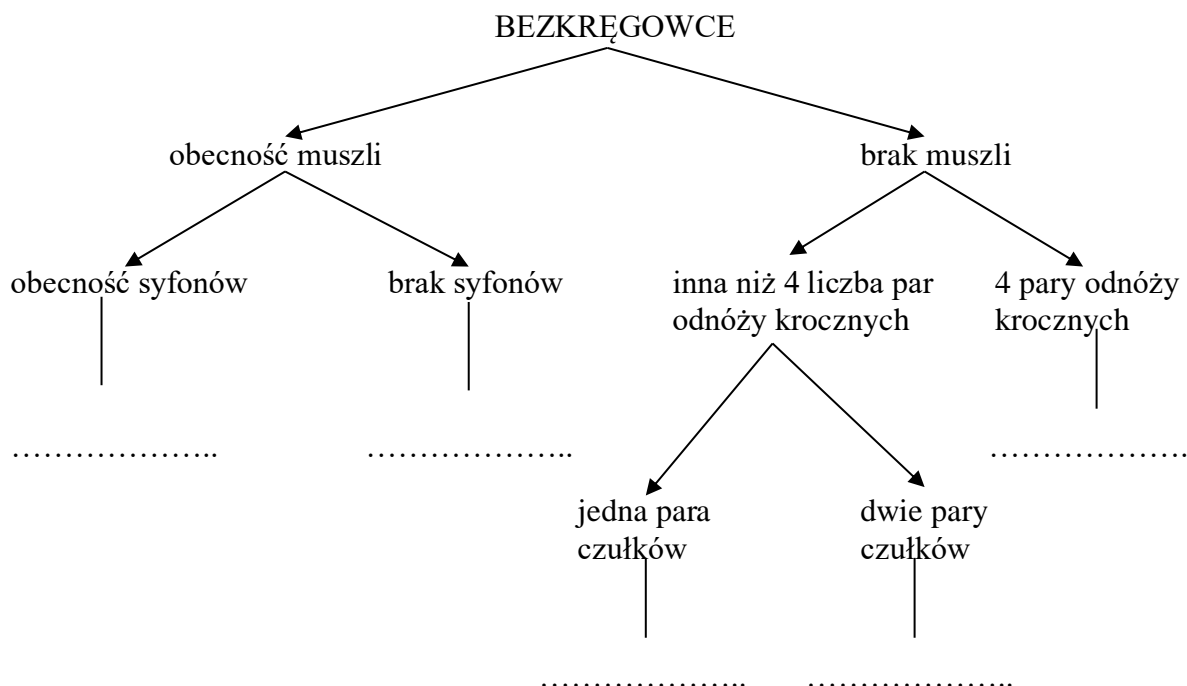 BEZKRĘGOWCE
obecność muszli
brak muszli
obecność syfonów
brak syfonów
inna niż 4 liczba par
odnóży krocznych
4 pary odnóży
krocznych
………………..
………………..
……………….
jedna para
czułków
dwie pary
czułków
………………..
………………..